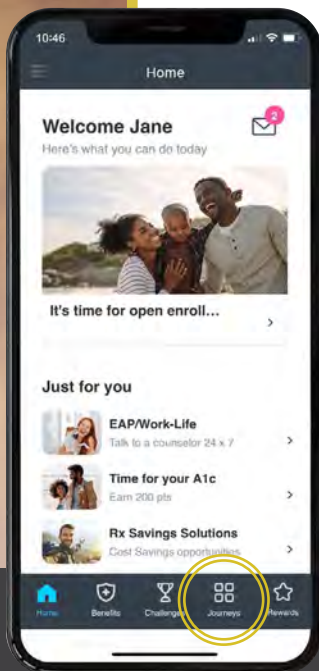 10:46
Home
2
Welcome Jane
Here's what you can do today
It's time for open enroll...
Just for you
EAP/Work-Life
Talk to a counselor 24 x 7
Time for your A1c
Earn 200 pts
Rx Savings Solutions
Cost Savings opportunities
Home
Benefits
Challenges
Journeys
Rewards